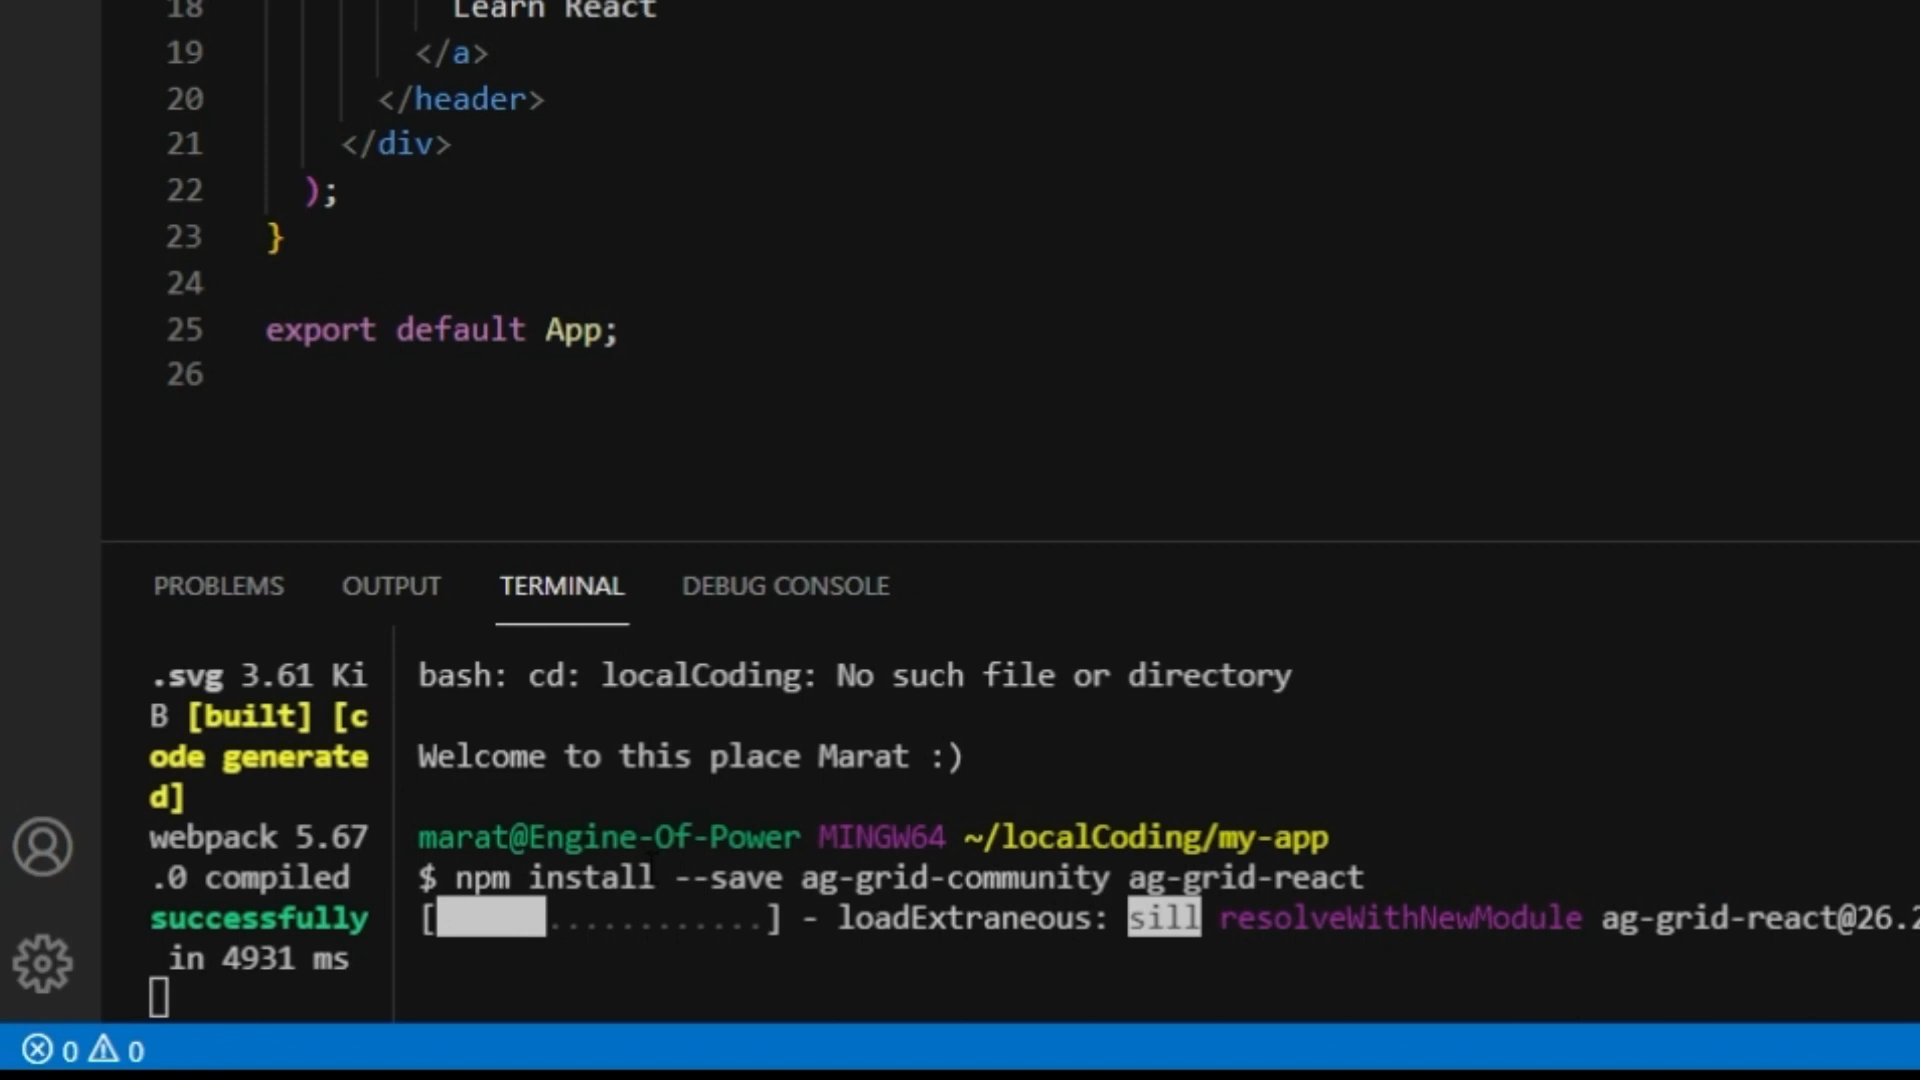 18 Learn React
19 </a>
20 </header>
21 </div>
22 );
23 }
24
25 export default App;
26
PROBLEMS OUTPUT TERMINAL DEBUG CONSOLE
.svg 3.61 Ki
B [built] [c
ode generate
d]
webpack 5.67
.0 compiled
successfully
in 4931 ms
bash: cd: localCoding: No such file or directory
Welcome to this place Marat :)
marat@Engine-Of-Power MINGW64 ~/localCoding/my-app
$ npm install --save ag-grid-community ag-grid-react
[ ............] - loadExtraneous: sill resolveWithNewModule ag-grid-react@26.2
0 0